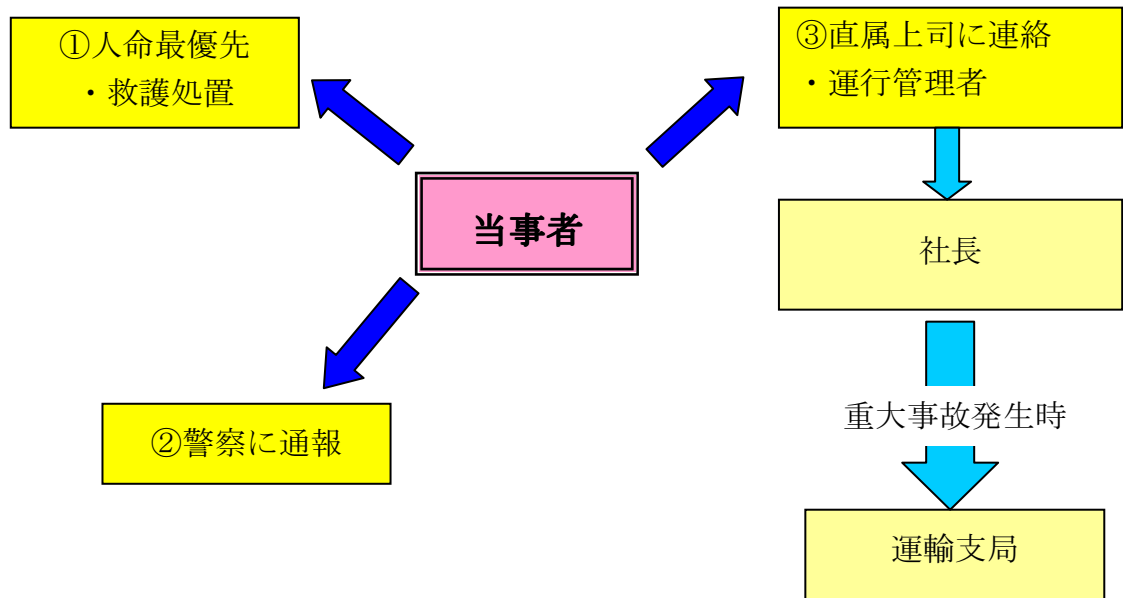 ①人命最優先
・救護処置
③直属上司に連絡
・運行管理者
当事者
社長
②警察に通報
重大事故発生時
運輸支局